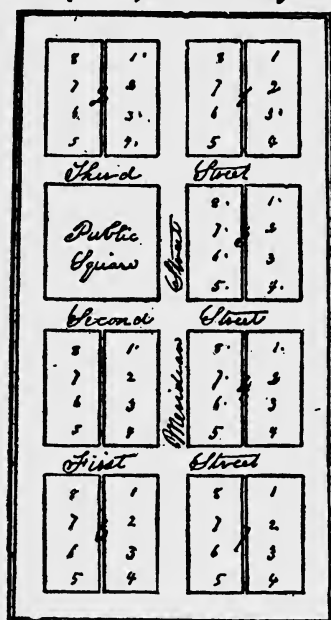 8 1 8 1
7 2 7 2
6 3 6 3
5 4 5 4
Third Street
Public
Square
8 1
7 2
6 3
5 4
Meridian Street
Second Street
8 1 8 1
7 2 7 2
6 3 6 3
5 4 5 4
First Street
8 1 8 1
7 2 7 2
6 3 6 3
5 4 5 4